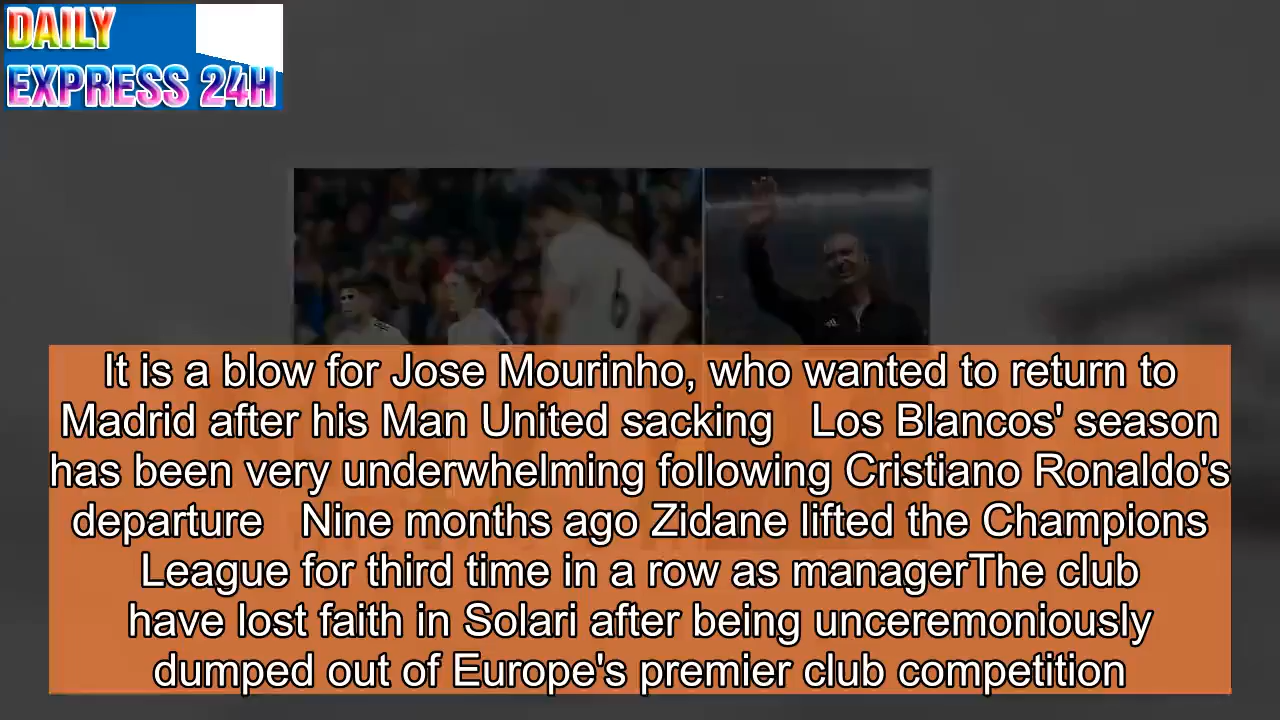 DAILY
EXPRESS 24H
6
It is a blow for Jose Mourinho, who wanted to return to
Madrid after his Man United sacking   Los Blancos' season
has been very underwhelming following Cristiano Ronaldo's
departure   Nine months ago Zidane lifted the Champions
League for third time in a row as managerThe club
have lost faith in Solari after being unceremoniously
dumped out of Europe's premier club competition